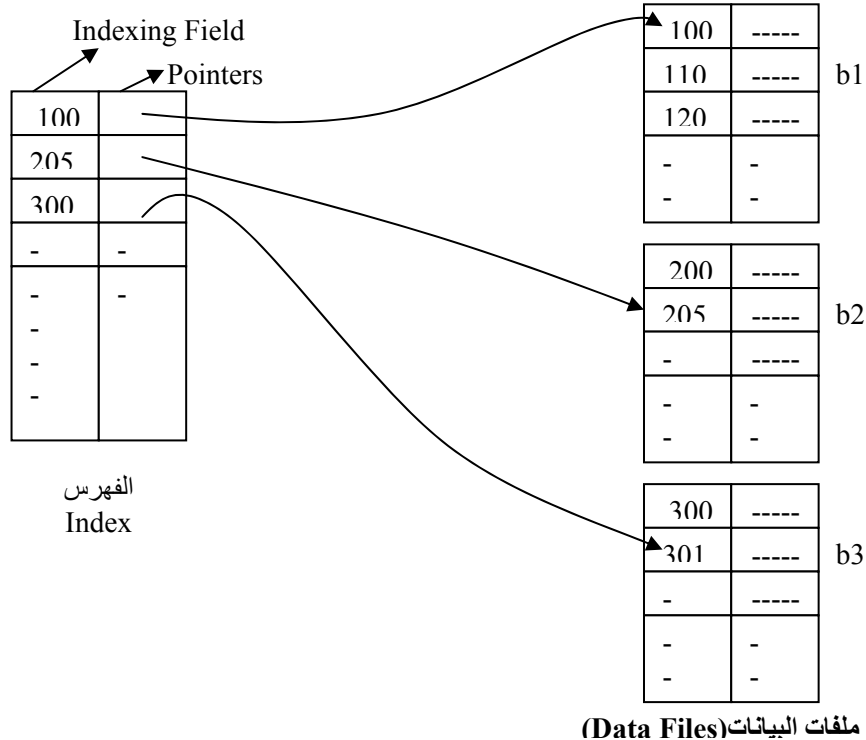 Indexing Field
Pointers
100
205
300
- -
- -
-
-
-
الفهرس
Index
100 -----
110 -----
120 -----
- -
- -
b1
200 -----
205 -----
- -----
- -
- -
b2
300 -----
301 -----
- -----
- -
- -
b3
ملفات البيانات(Data Files)